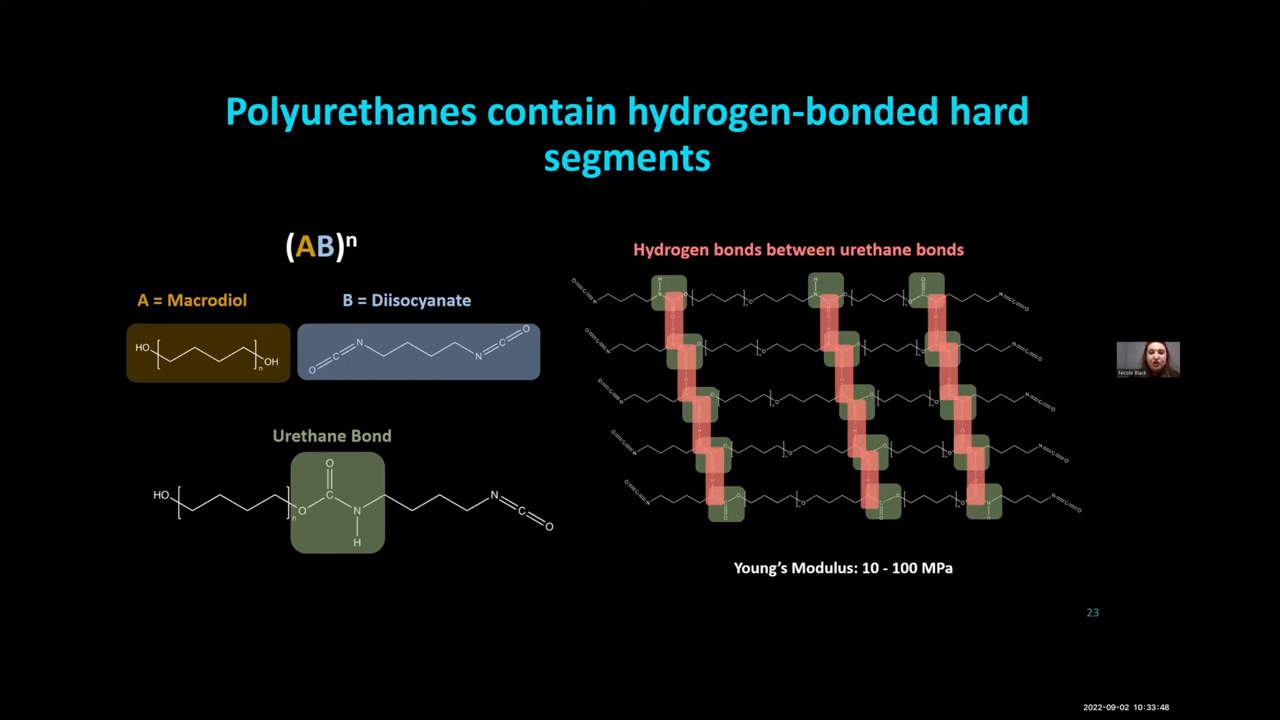 Polyurethanes contain hydrogen-bonded hard
segments
(AB)ⁿ
A = Macrodiol
B = Diisocyanate
HO
OH
n
O
C
N
N
C
O
Urethane Bond
HO
n
O
O
C
N
H
N
C
O
Hydrogen bonds between urethane bonds
Young's Modulus: 10 - 100 MPa
Nicole Black
23
2022-09-02 10:33:48